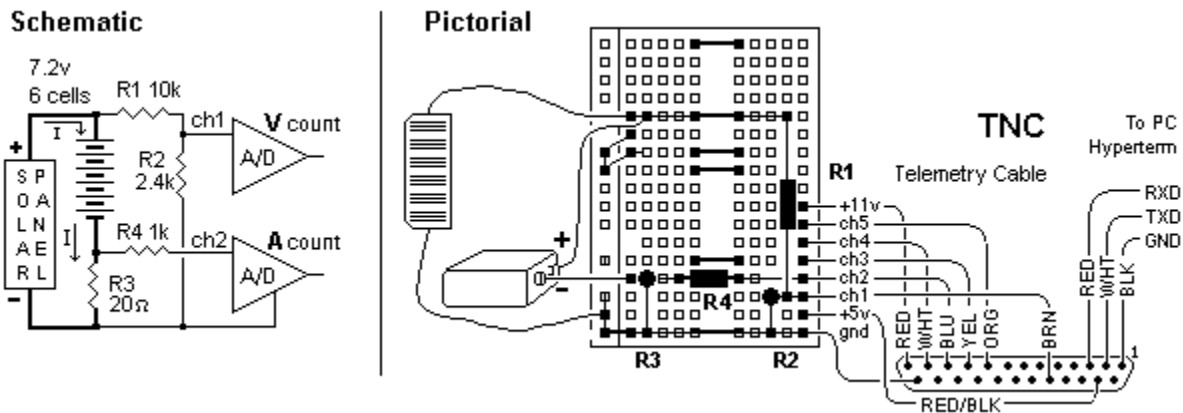 Schematic
7.2v
6 cells
R1 10k
ch1
V count
I
A/D
+
R2
2.4k
SOLAR
PANNEL
I
R4 1k
ch2
A count
A/D
R3
20Ω
-
Pictorial
+
-
R4
R3
R2
R1
+11v
ch5
ch4
ch3
ch2
ch1
+5v
gnd
TNC
To PC
Hyperterm
Telemetry Cable
RXD
TXD
GND
RED
WHT
BLK
RED
WHT
BLU
YEL
ORG
BRN
1
RED/BLK